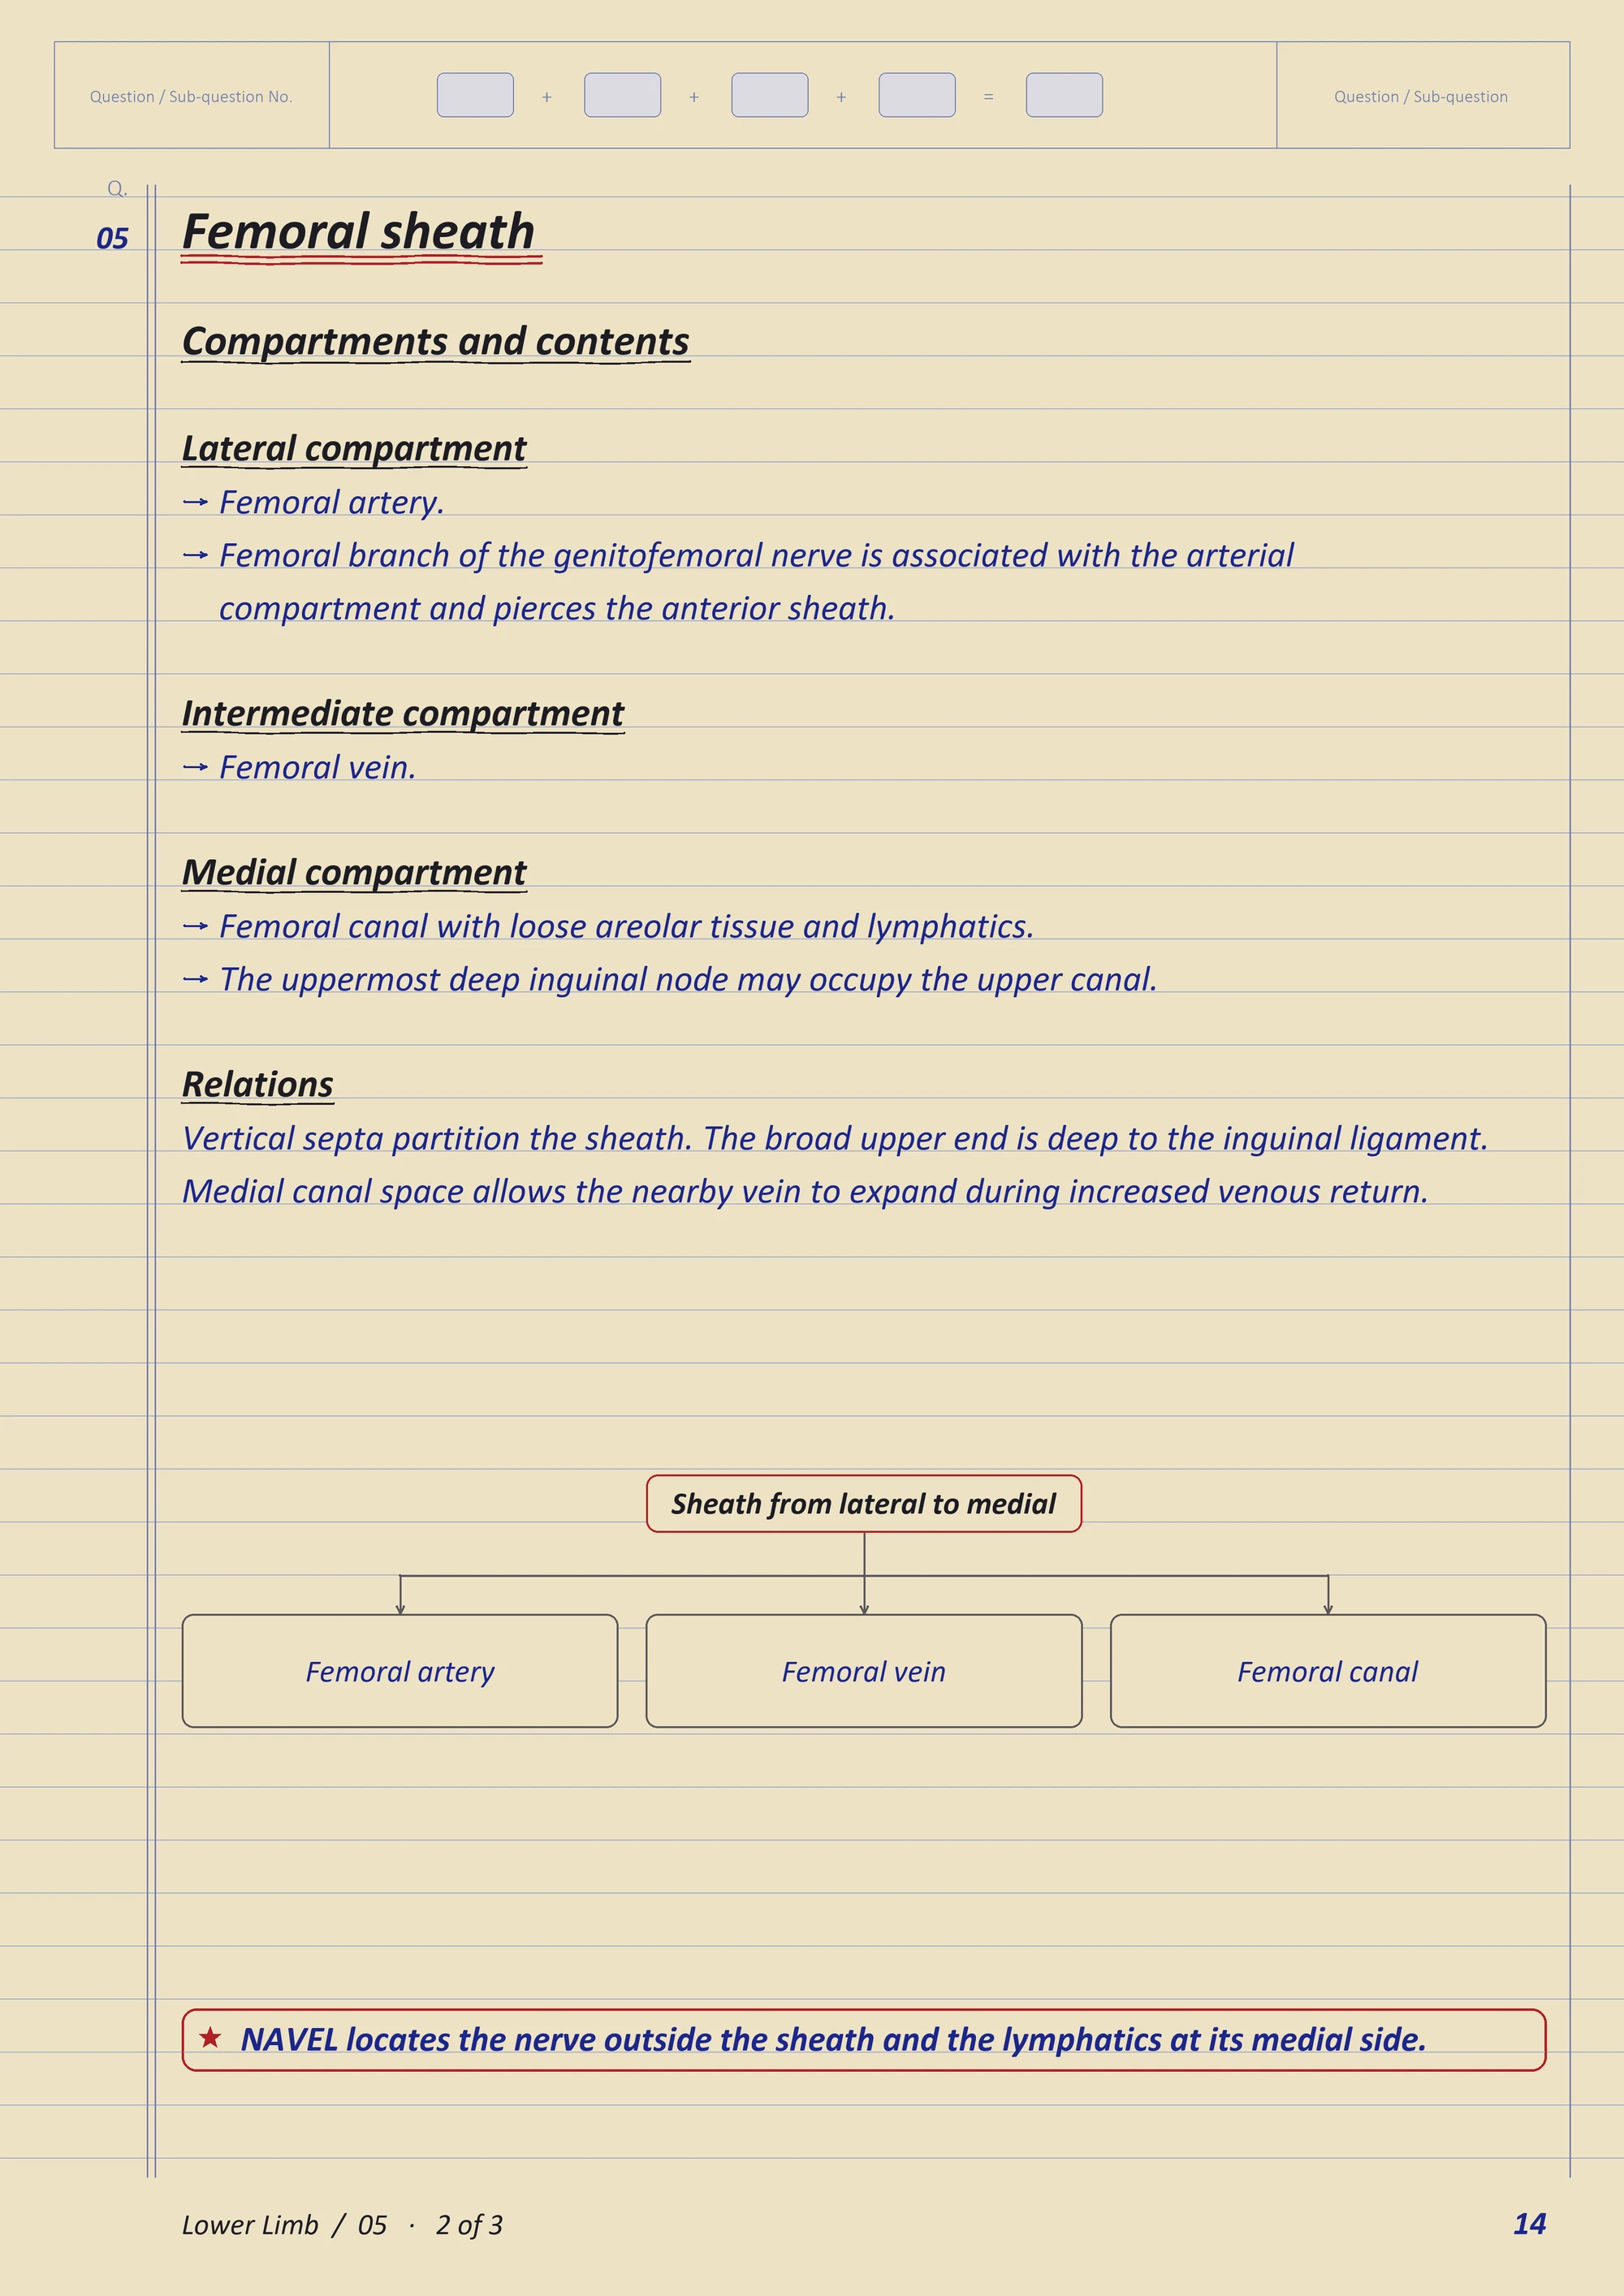 Question / Sub-question No.
+ + + =
Question / Sub-question
Q.
05
Femoral sheath
Compartments and contents
Lateral compartment
→ Femoral artery.
→ Femoral branch of the genitofemoral nerve is associated with the arterial
compartment and pierces the anterior sheath.
Intermediate compartment
→ Femoral vein.
Medial compartment
→ Femoral canal with loose areolar tissue and lymphatics.
→ The uppermost deep inguinal node may occupy the upper canal.
Relations
Vertical septa partition the sheath. The broad upper end is deep to the inguinal ligament.
Medial canal space allows the nearby vein to expand during increased venous return.
Sheath from lateral to medial
Femoral artery
Femoral vein
Femoral canal
★ NAVEL locates the nerve outside the sheath and the lymphatics at its medial side.
Lower Limb / 05 · 2 of 3
14